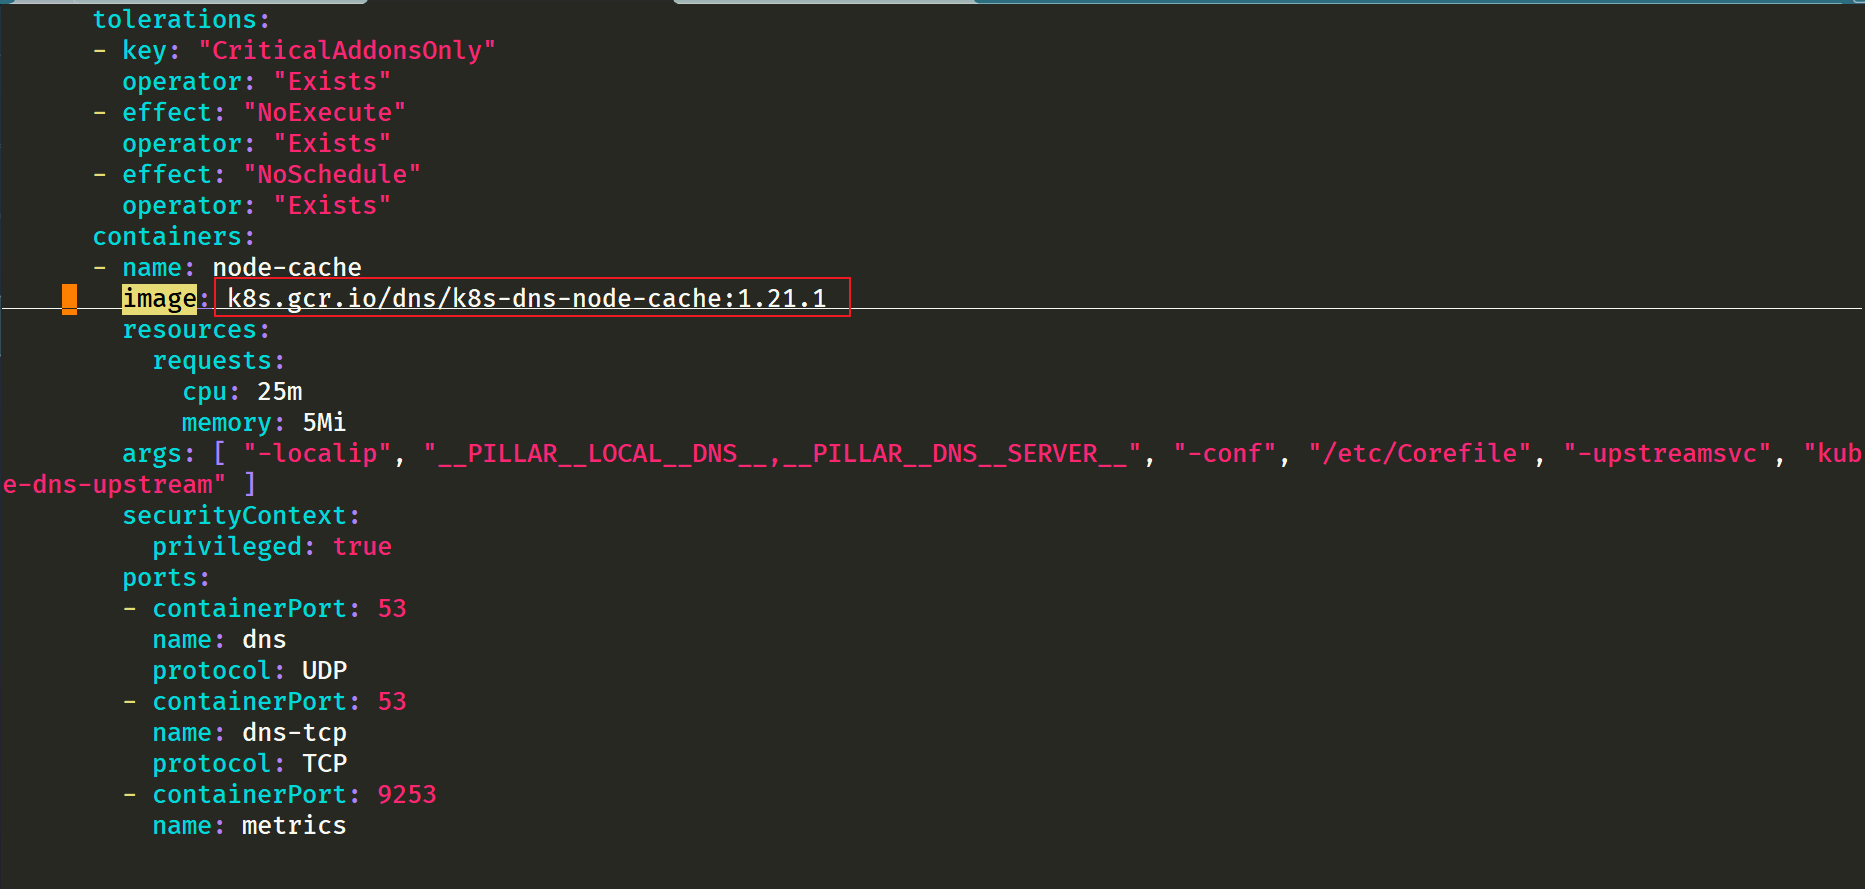 tolerations:
- key: "CriticalAddonsOnly"
operator: "Exists"
- effect: "NoExecute"
operator: "Exists"
- effect: "NoSchedule"
operator: "Exists"
containers:
- name: node-cache
image: k8s.gcr.io/dns/k8s-dns-node-cache:1.21.1
resources:
requests:
cpu: 25m
memory: 5Mi
args: [ "-localip", "__PILLAR__LOCAL__DNS__,__PILLAR__DNS__SERVER__", "-conf", "/etc/Corefile", "-upstreamsvc", "kub
e-dns-upstream" ]
securityContext:
privileged: true
ports:
- containerPort: 53
name: dns
protocol: UDP
- containerPort: 53
name: dns-tcp
protocol: TCP
- containerPort: 9253
name: metrics